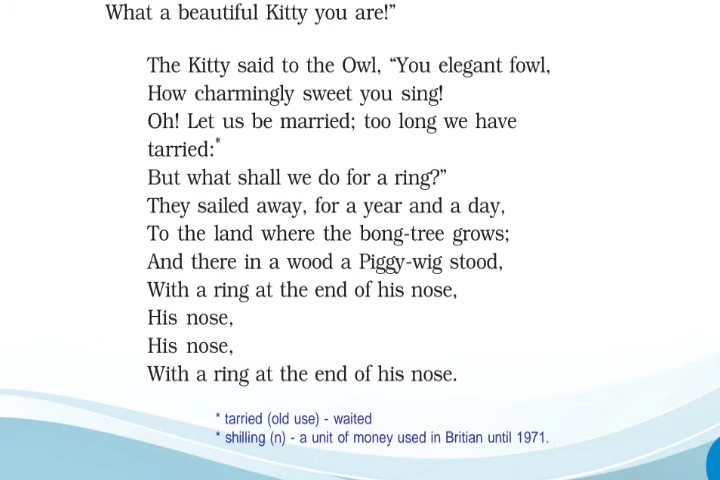 What a beautiful Kitty you are!”
The Kitty said to the Owl, “You elegant fowl,
How charmingly sweet you sing!
Oh! Let us be married; too long we have
tarried:*
But what shall we do for a ring?”
They sailed away, for a year and a day,
To the land where the bong-tree grows;
And there in a wood a Piggy-wig stood,
With a ring at the end of his nose,
His nose,
His nose,
With a ring at the end of his nose.
* tarried (old use) - waited
* shilling (n) - a unit of money used in Britian until 1971.